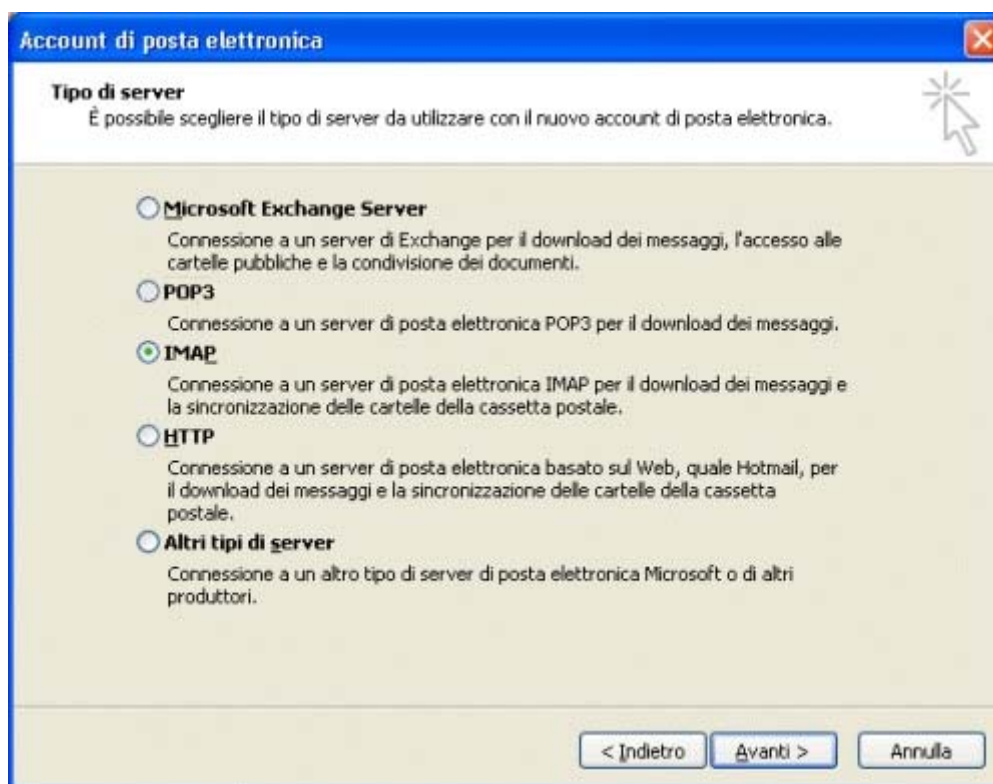 Account di posta elettronica
Tipo di server
È possibile scegliere il tipo di server da utilizzare con il nuovo account di posta elettronica.
Microsoft Exchange Server
Connessione a un server di Exchange per il download dei messaggi, l'accesso alle
cartelle pubbliche e la condivisione dei documenti.
POP3
Connessione a un server di posta elettronica POP3 per il download dei messaggi.
IMAP
Connessione a un server di posta elettronica IMAP per il download dei messaggi e
la sincronizzazione delle cartelle della cassetta postale.
HTTP
Connessione a un server di posta elettronica basato sul Web, quale Hotmail, per
il download dei messaggi e la sincronizzazione delle cartelle della cassetta
postale.
Altri tipi di server
Connessione a un altro tipo di server di posta elettronica Microsoft o di altri
produttori.
< Indietro Avanti > Annulla